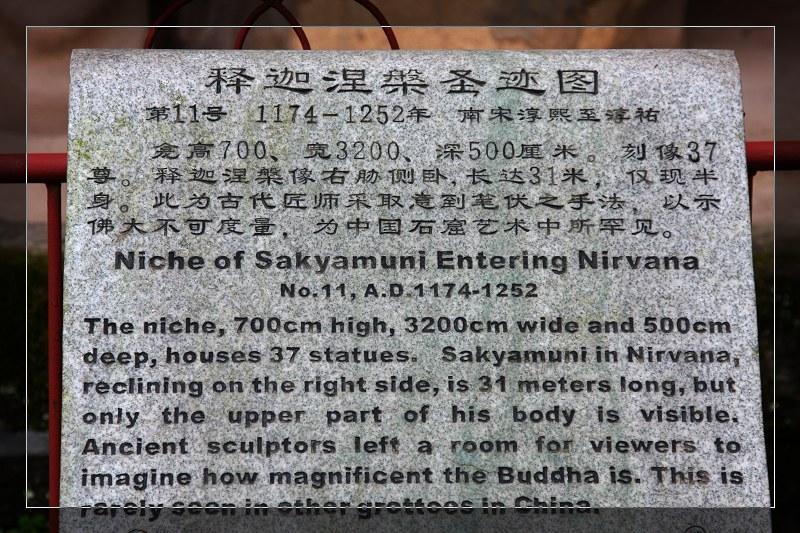 释迦涅槃圣迹图
第11号 1174-1252年 南宋淳熙至淳祐
龛高700、宽3200、深500厘米。刻像37
尊。释迦涅槃像右胁侧卧,长达31米,仅现半
身。此为古代匠师采取意到笔伏之手法,以示
佛大不可度量,为中国石窟艺术中所罕见。
Niche of Sakyamuni Entering Nirvana
No.11, A.D.1174-1252
The niche, 700cm high, 3200cm wide and 500cm
deep, houses 37 statues. Sakyamuni in Nirvana,
reclining on the right side, is 31 meters long, but
only the upper part of his body is visible.
Ancient sculptors left a room for viewers to
imagine how magnificent the Buddha is. This is
rarely seen in other grottoes in China.